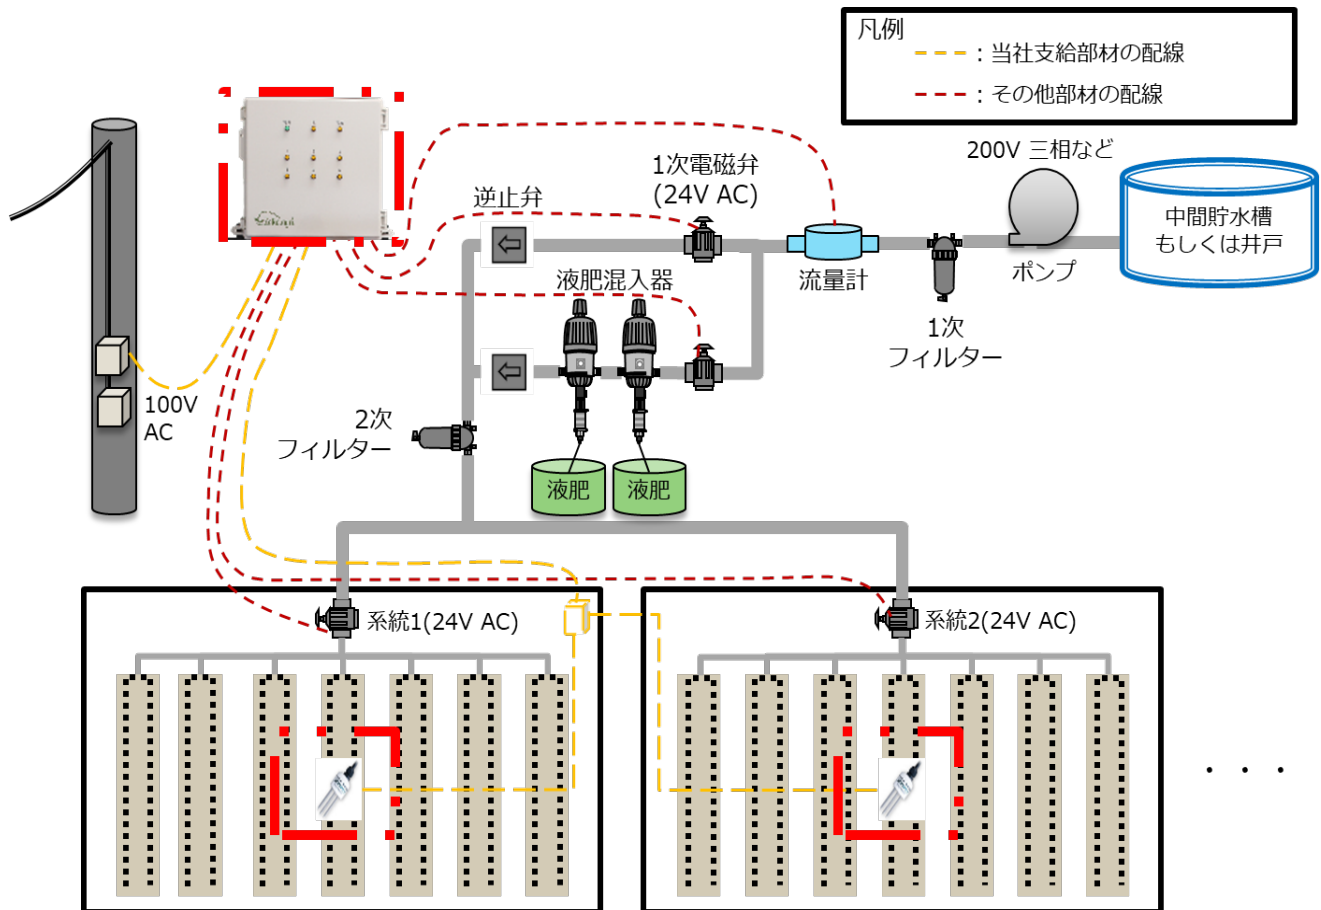 凡例
：当社支給部材の配線
：その他部材の配線
200V 三相など
1次電磁弁
(24V AC)
逆止弁
中間貯水槽
もしくは井戸
ポンプ
流量計
液肥混入器
1次
フィルター
100V
AC
2次
フィルター
液肥
液肥
系統1(24V AC)
系統2(24V AC)
・・・